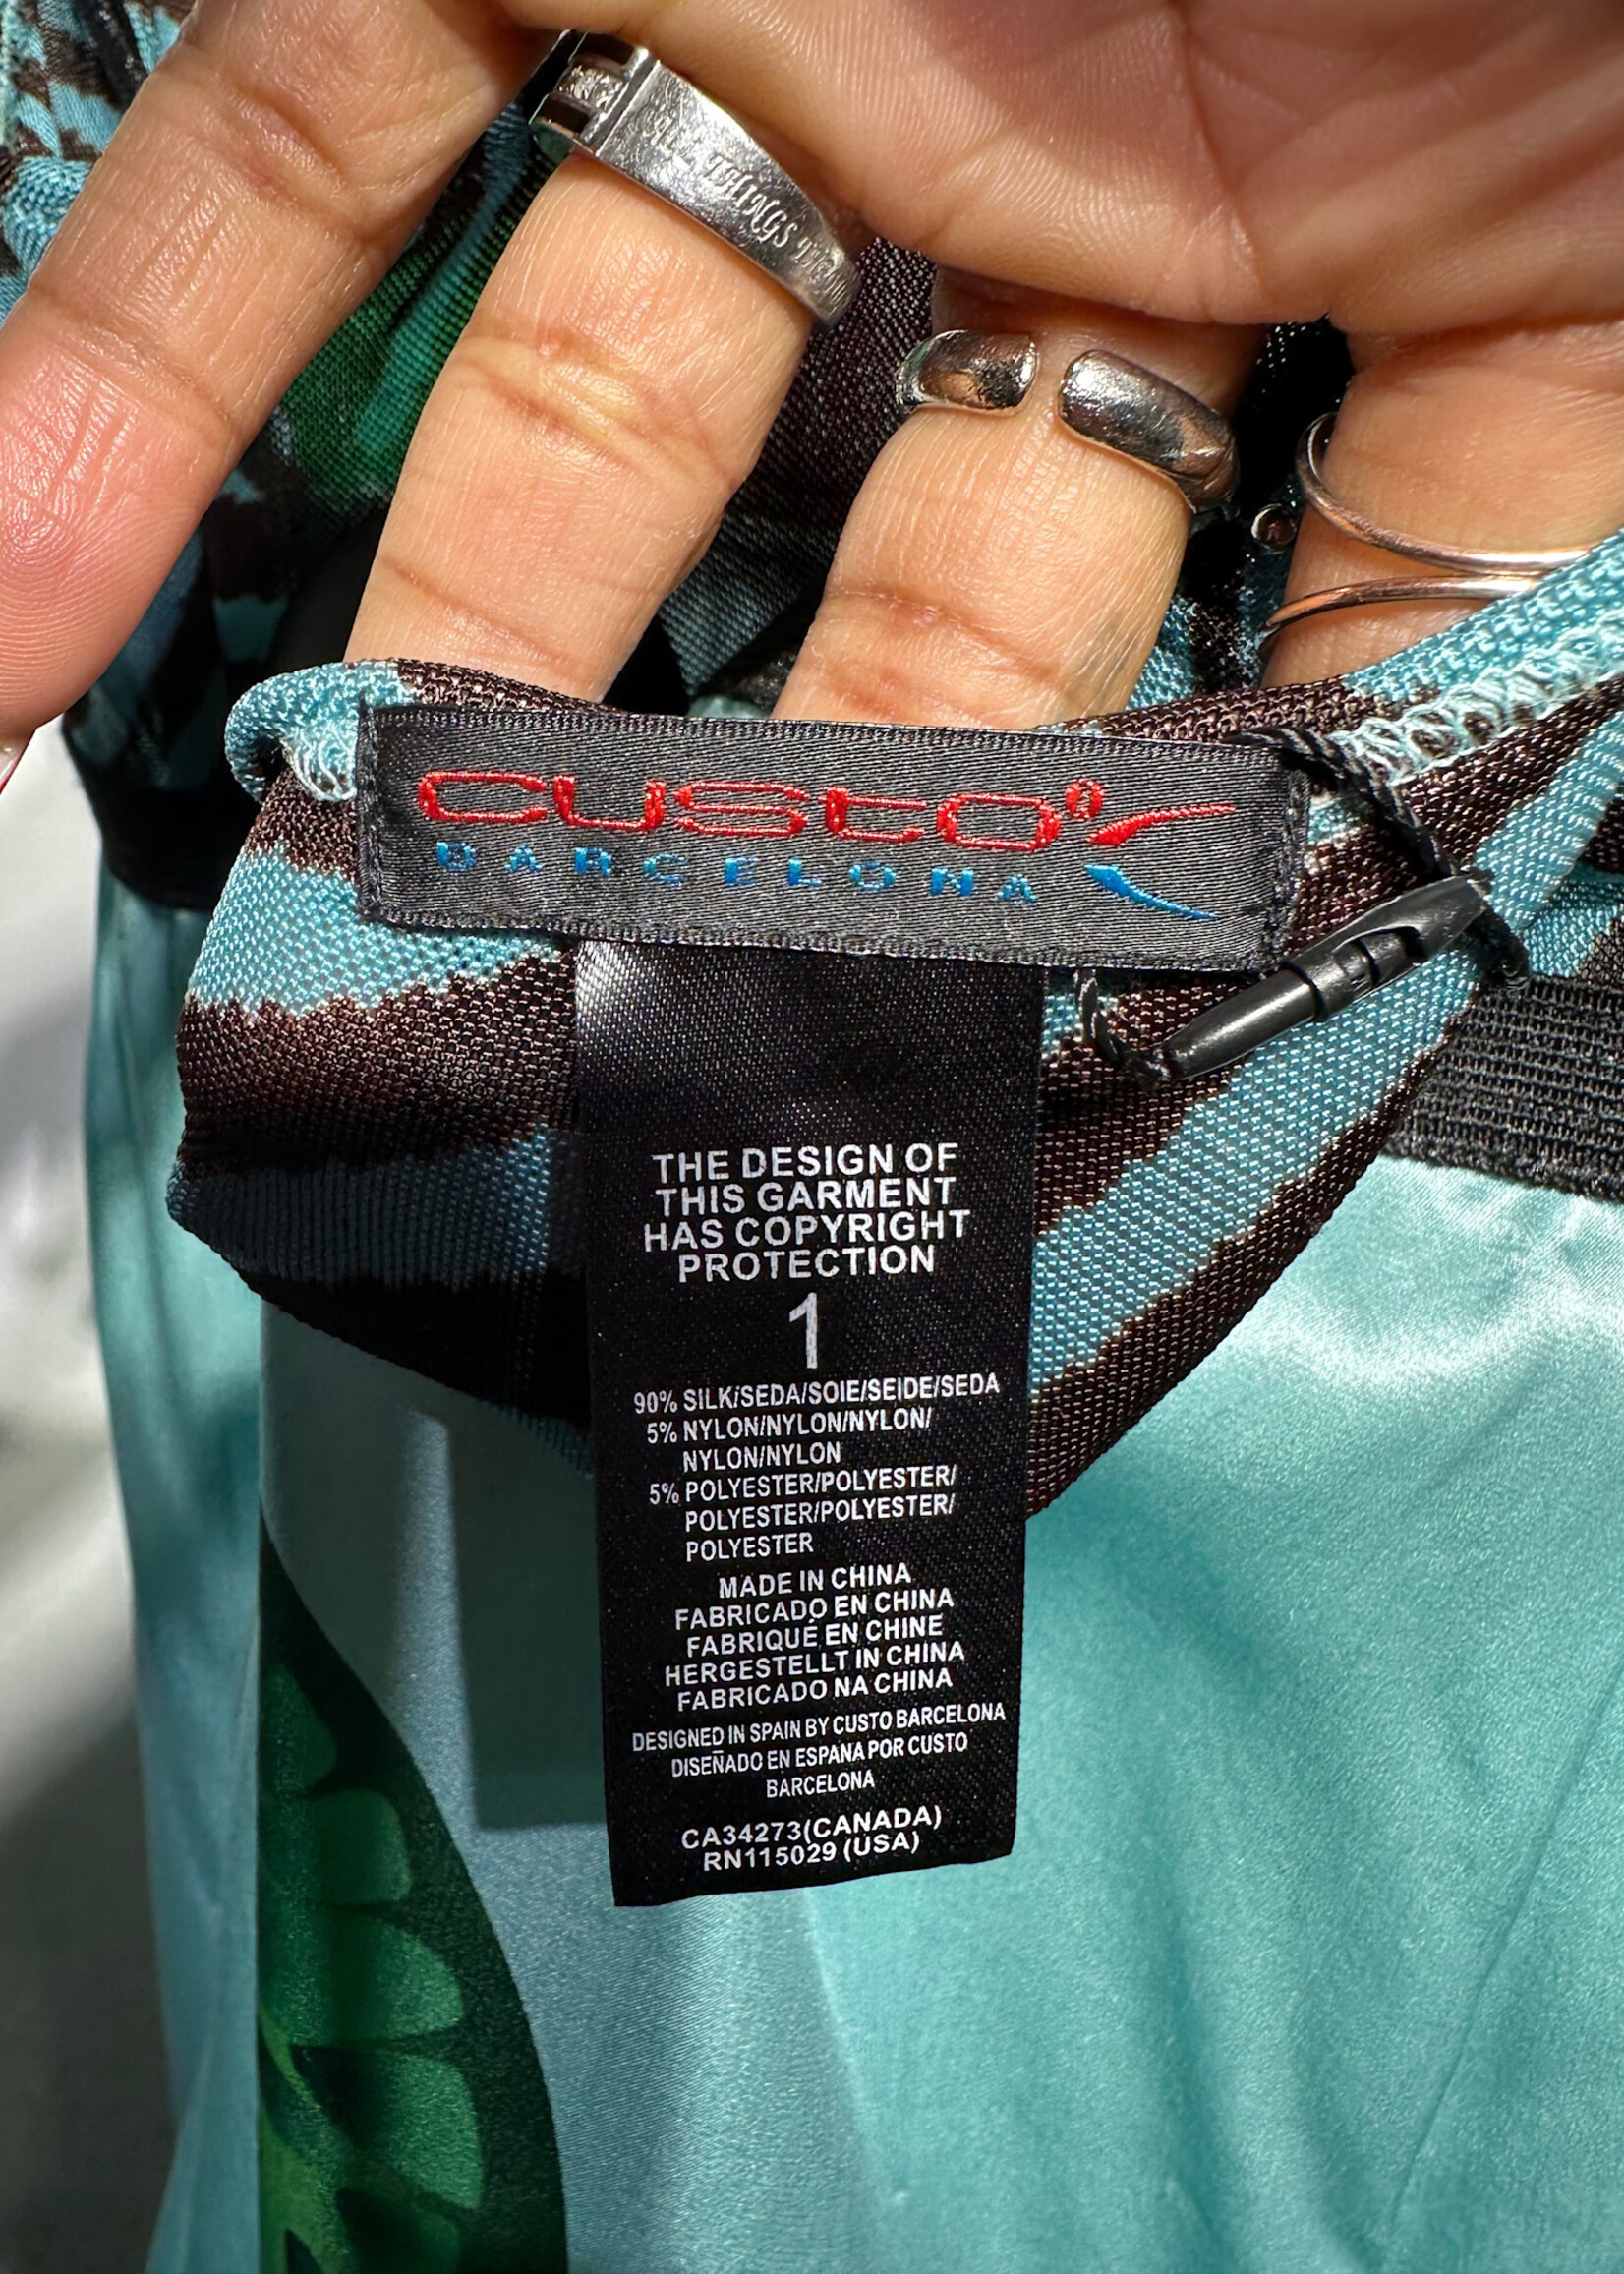 ALL THINGS
CUSTO
BARCELONA
THE DESIGN OF
THIS GARMENT
HAS COPYRIGHT
PROTECTION
1
90% SILK/SEDA/SOIE/SEIDE/SEDA
5% NYLON/NYLON/NYLON/
NYLON/NYLON
5% POLYESTER/POLYESTER/
POLYESTER/POLYESTER/
POLYESTER
MADE IN CHINA
FABRICADO EN CHINA
FABRIQUÉ EN CHINE
HERGESTELLT IN CHINA
FABRICADO NA CHINA
DESIGNED IN SPAIN BY CUSTO BARCELONA
DISEÑADO EN ESPANA POR CUSTO
BARCELONA
CA34273(CANADA)
RN115029 (USA)